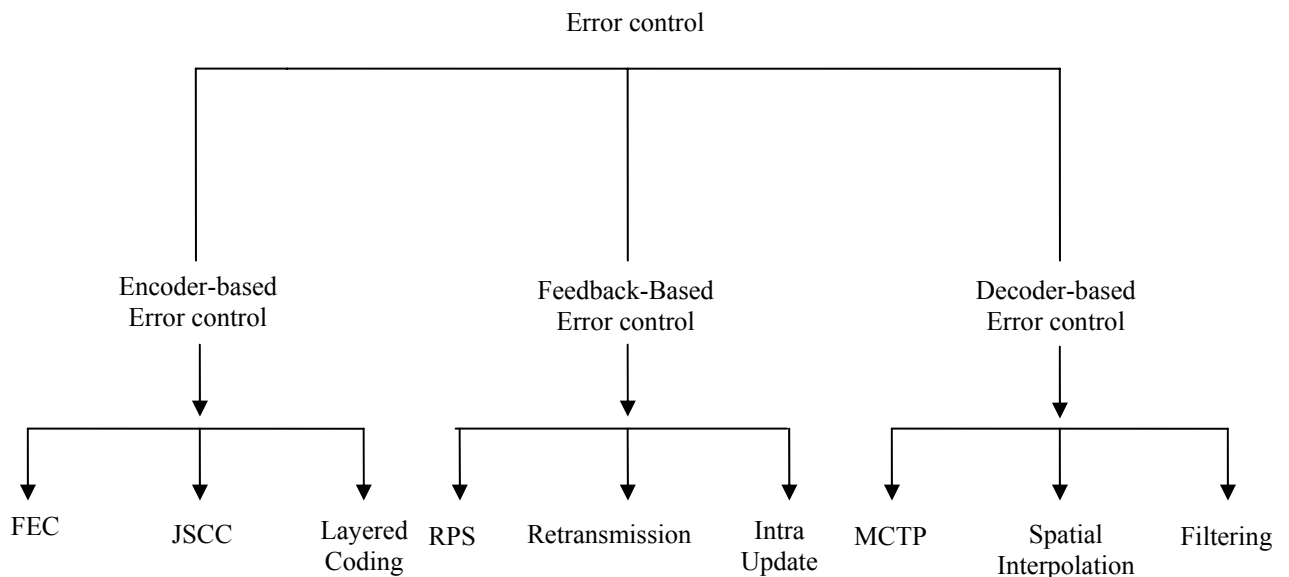 Error control
Encoder-based
Error control
Feedback-Based
Error control
Decoder-based
Error control
FEC
JSCC
Layered
Coding
RPS
Retransmission
Intra
Update
MCTP
Spatial
Interpolation
Filtering